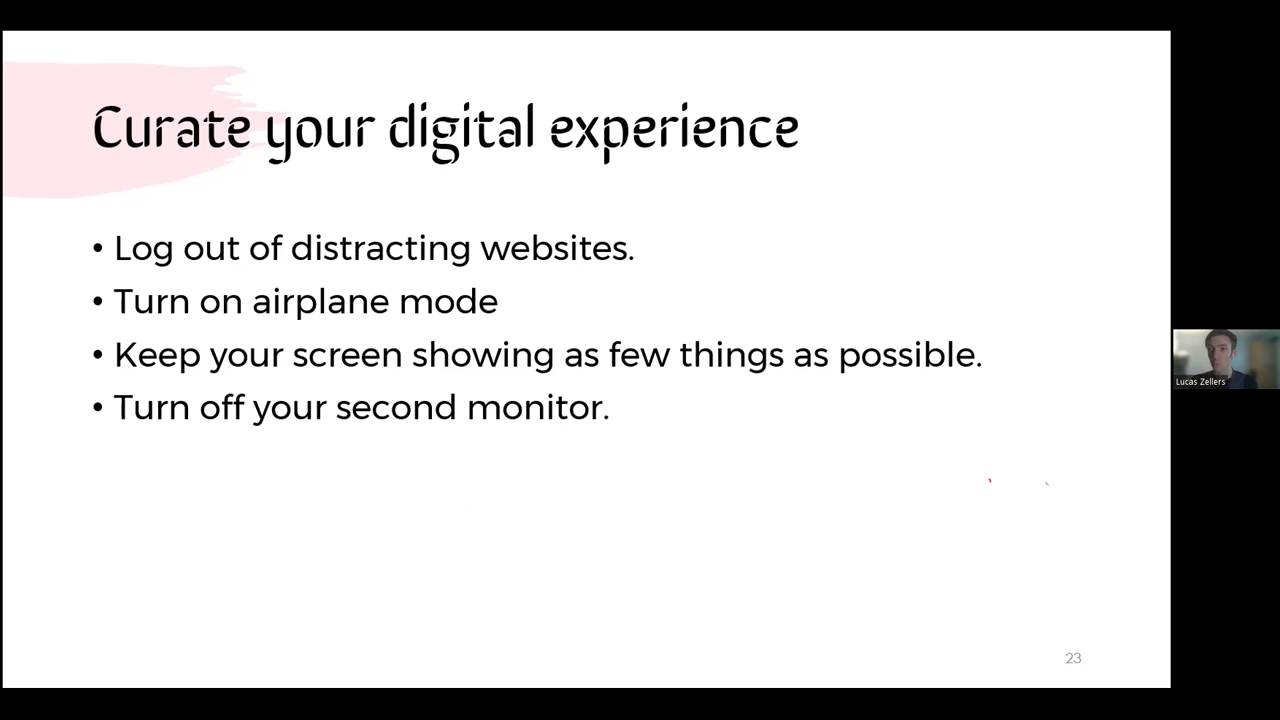 Curate your digital experience
• Log out of distracting websites.
• Turn on airplane mode
• Keep your screen showing as few things as possible.
• Turn off your second monitor.
Lucas Zellers
23